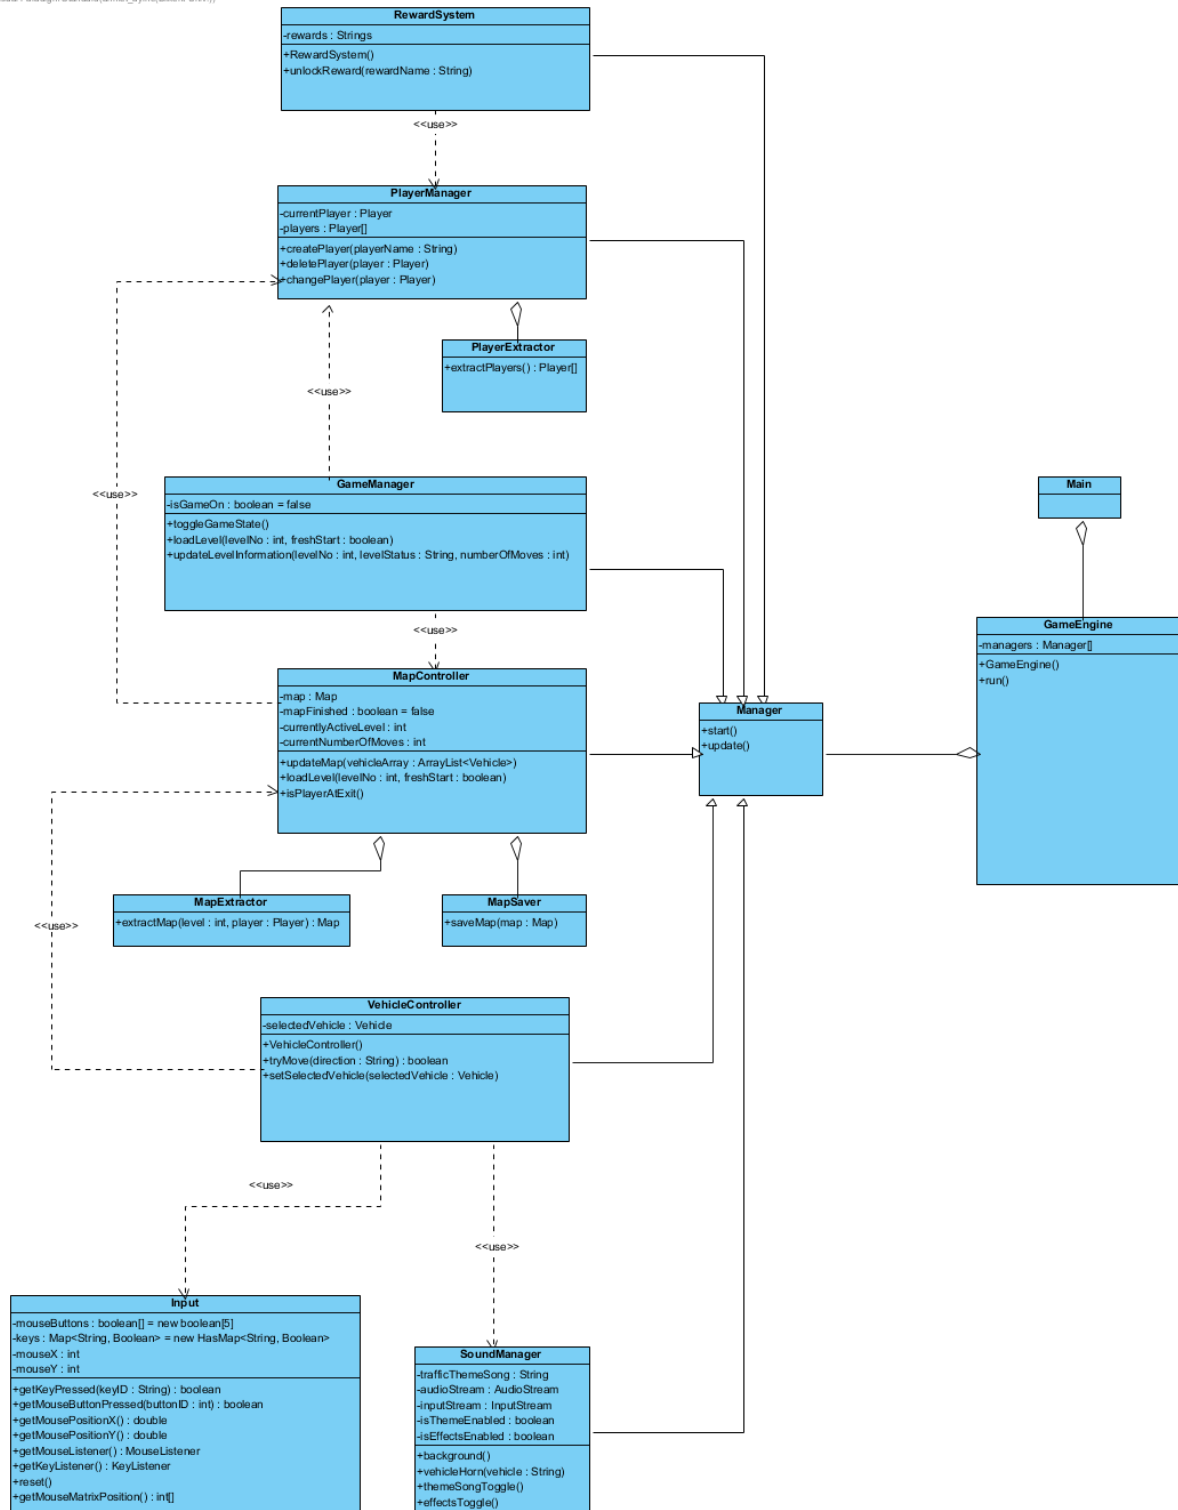 RewardSystem
-rewards : Strings
+RewardSystem()
+unlockReward(rewardName : String)
<<use>>
PlayerManager
-currentPlayer : Player
-players : Player[]
+createPlayer(playerName : String)
+deletePlayer(player : Player)
+changePlayer(player : Player)
PlayerExtractor
+extractPlayers() : Player[]
<<use>>
<<use>>
GameManager
-isGameOn : boolean = false
+toggleGameState()
+loadLevel(levelNo : int, freshStart : boolean)
+updateLevelInformation(levelNo : int, levelStatus : String, numberOfMoves : int)
Main
<<use>>
GameEngine
-managers : Manager[]
+GameEngine()
+run()
MapController
-map : Map
-mapFinished : boolean = false
-currentlyActiveLevel : int
-currentNumberOfMoves : int
+updateMap(vehicleArray : ArrayList<Vehicle>)
+loadLevel(levelNo : int, freshStart : boolean)
+isPlayerAtExit()
Manager
+start()
+update()
MapExtractor
+extractMap(level : int, player : Player) : Map
MapSaver
+saveMap(map : Map)
<<use>>
VehicleController
-selectedVehicle : Vehicle
+VehicleController()
+tryMove(direction : String) : boolean
+setSelectedVehicle(selectedVehicle : Vehicle)
<<use>>
<<use>>
Input
-mouseButtons : boolean[] = new boolean[5]
-keys : Map<String, Boolean> = new HasMap<String, Boolean>
-mouseX : int
-mouseY : int
+getKeyPressed(keyID : String) : boolean
+getMouseButtonPressed(buttonID : int) : boolean
+getMousePositionX() : double
+getMousePositionY() : double
+getMouseListener() : MouseListener
+getKeyListener() : KeyListener
+reset()
+getMouseMatrixPosition() : int[]
SoundManager
-trafficThemeSong : String
-audioStream : AudioStream
-inputStream : InputStream
-isThemeEnabled : boolean
-isEffectsEnabled : boolean
+background()
+vehicleHorn(vehicle : String)
+themeSongToggle()
+effectsToggle()